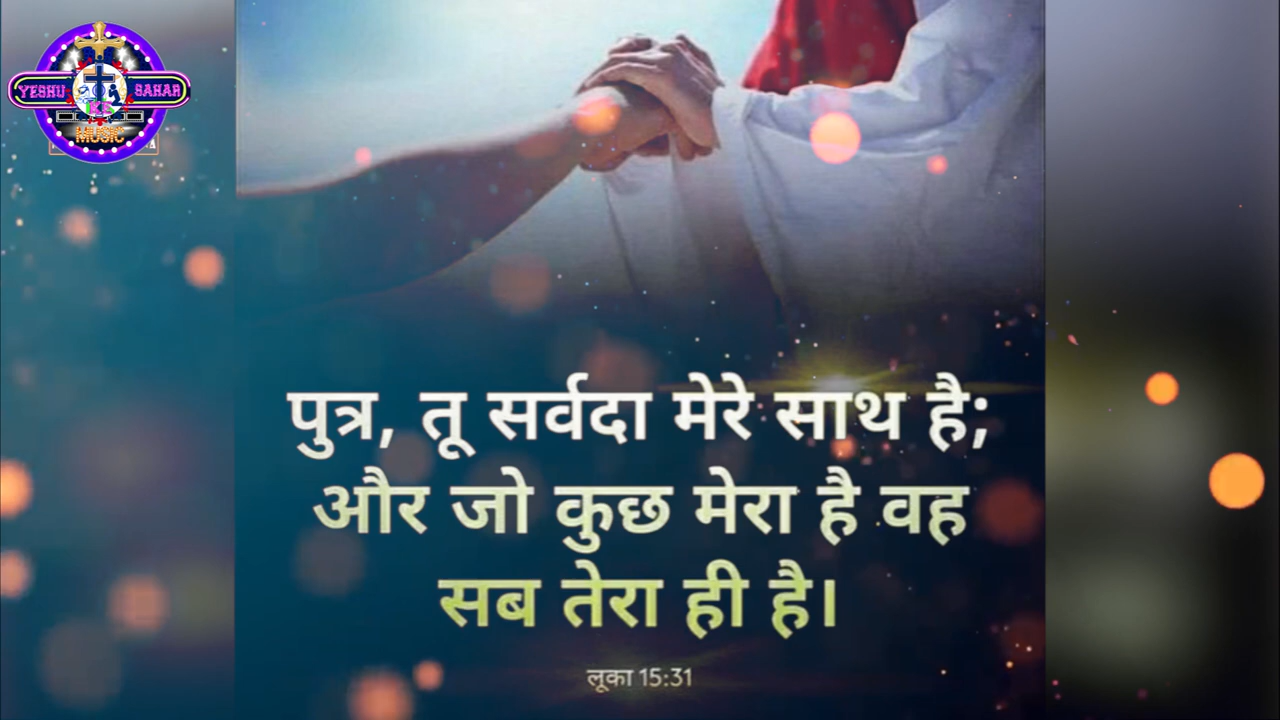 YESHU SAHAR
MUSIC
पुत्र, तू सर्वदा मेरे साथ है;
और जो कुछ मेरा है वह
सब तेरा ही है।
लूका 15:31